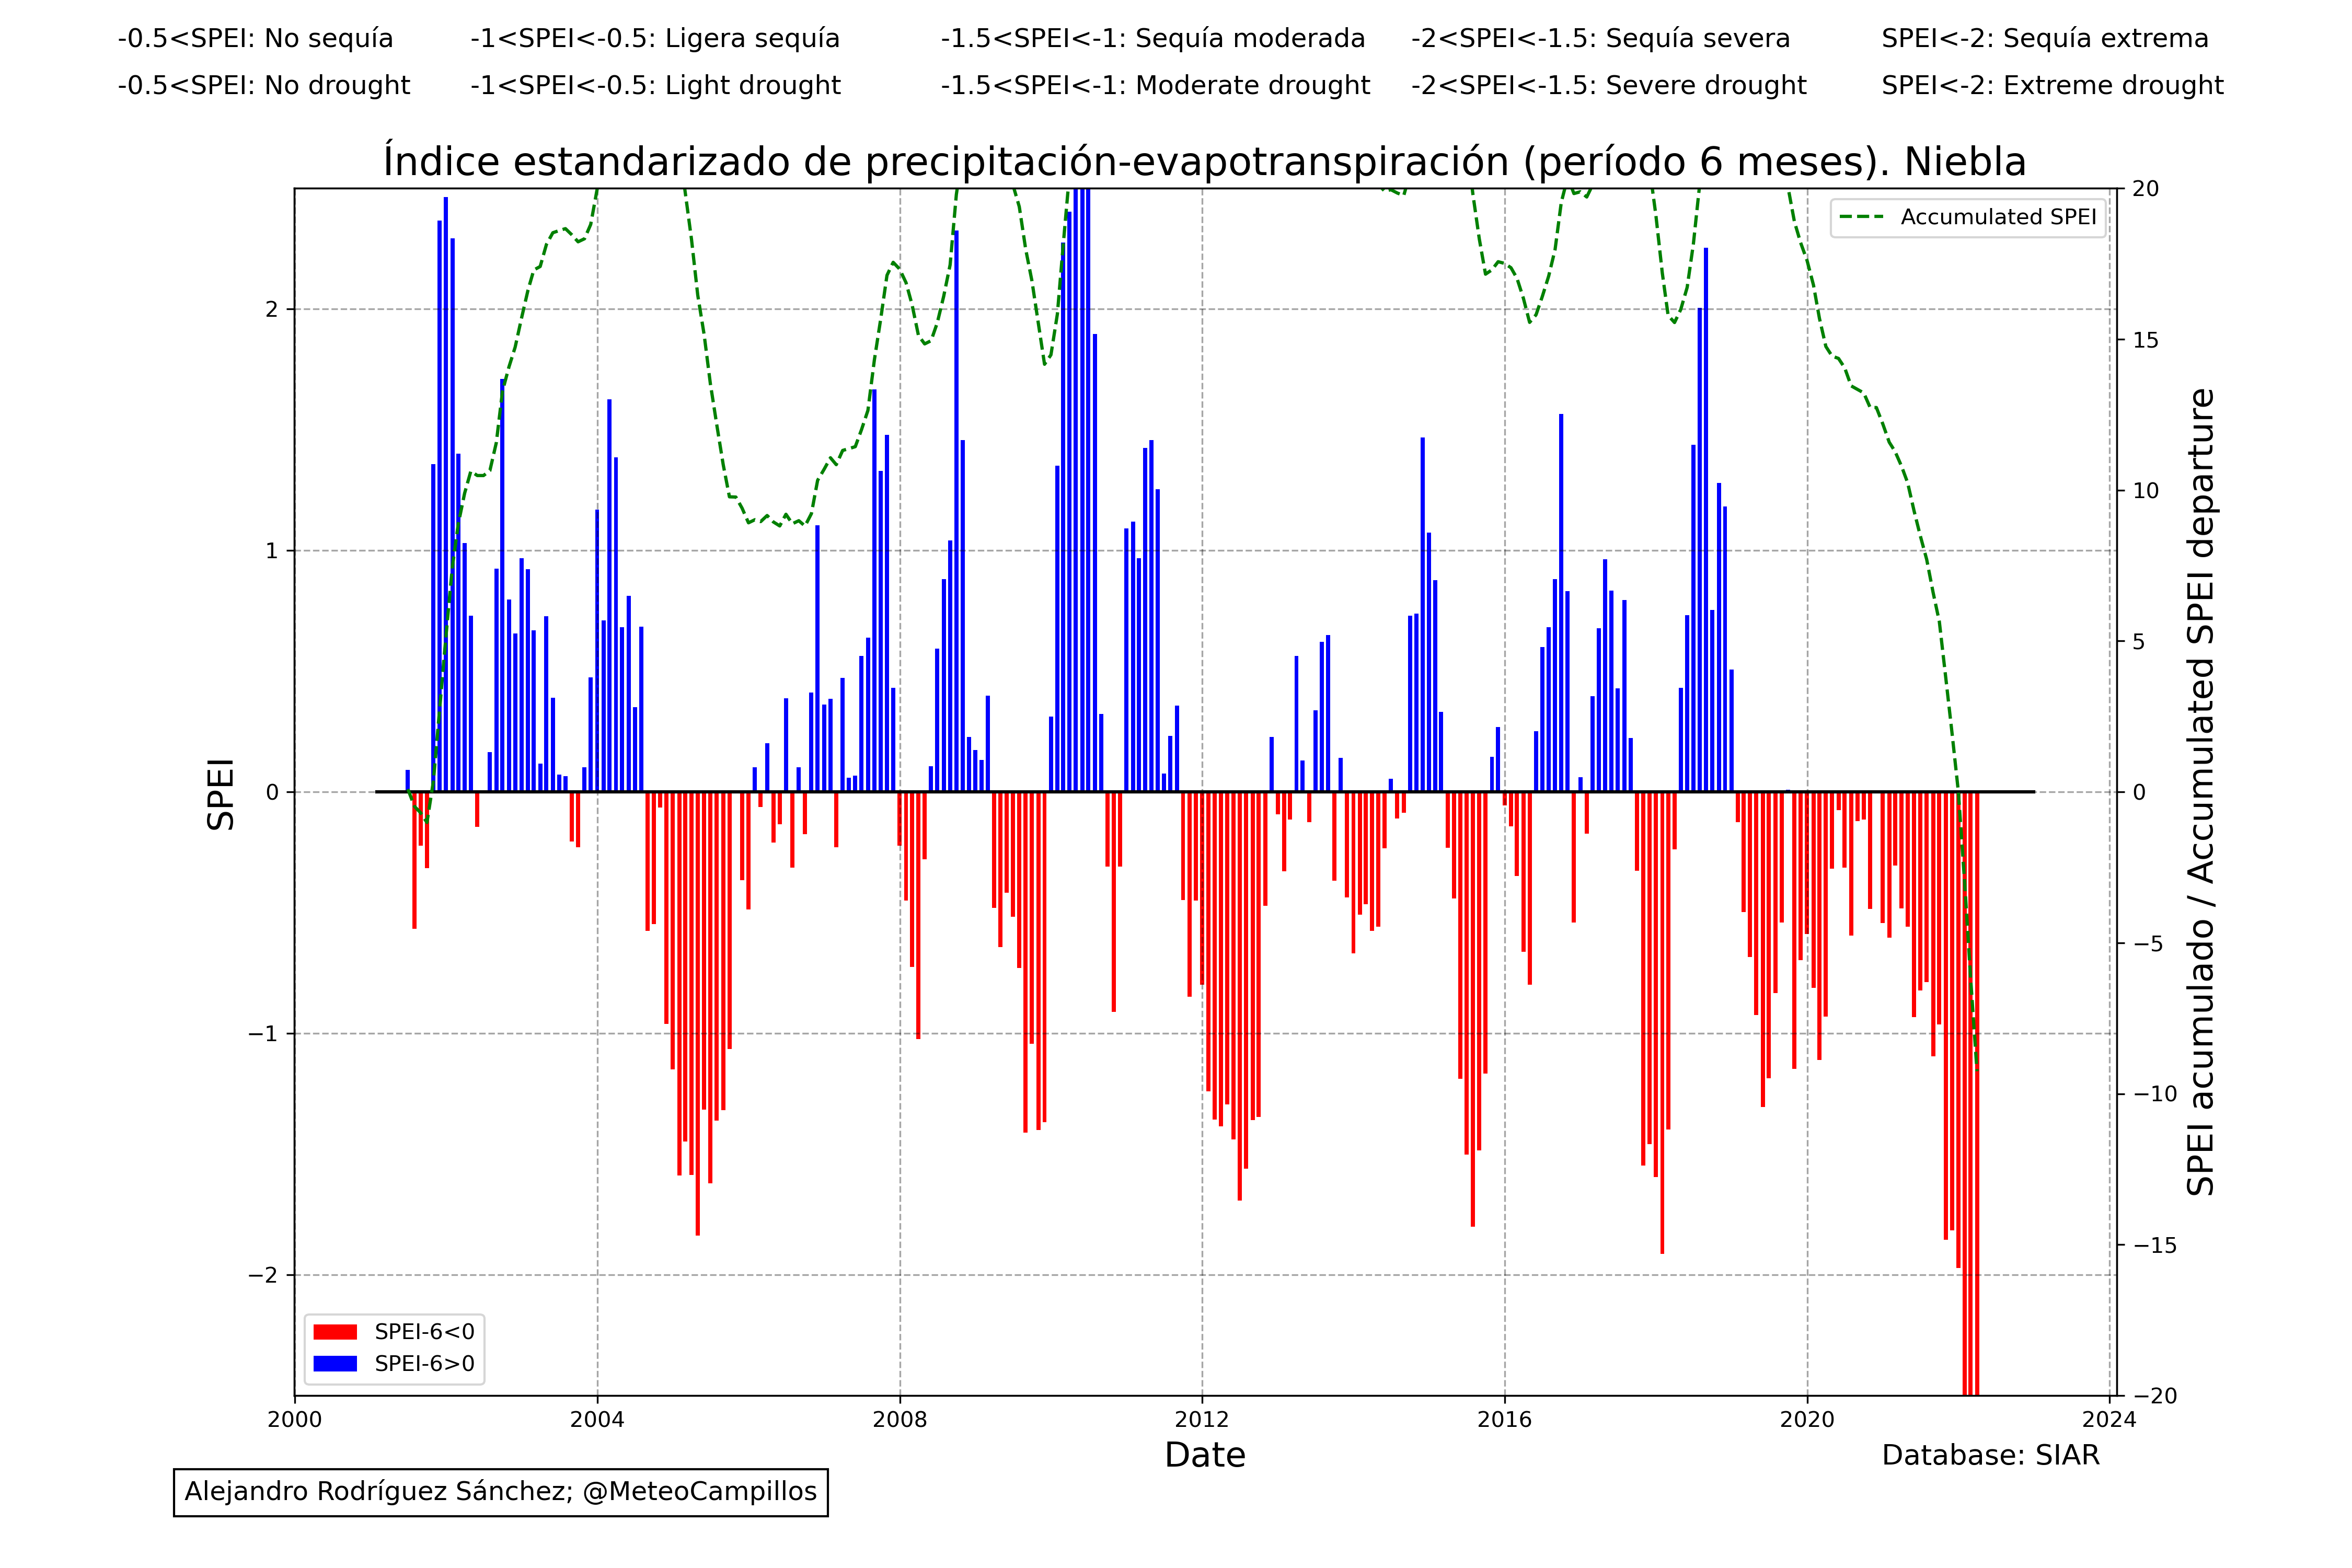 -0.5<SPEI: No sequía
-1<SPEI<-0.5: Ligera sequía
-1.5<SPEI<-1: Sequía moderada
-2<SPEI<-1.5: Sequía severa
SPEI<-2: Sequía extrema
-0.5<SPEI: No drought
-1<SPEI<-0.5: Light drought
-1.5<SPEI<-1: Moderate drought
-2<SPEI<-1.5: Severe drought
SPEI<-2: Extreme drought
Índice estandarizado de precipitación-evapotranspiración (período 6 meses). Niebla
SPEI
2
1
0
−1
−2
Accumulated SPEI
20
15
10
5
0
−5
−10
−15
−20
SPEI acumulado / Accumulated SPEI departure
SPEI-6<0
SPEI-6>0
2000
2004
2008
2012
2016
2020
2024
Date
Database: SIAR
Alejandro Rodríguez Sánchez; @MeteoCampillos